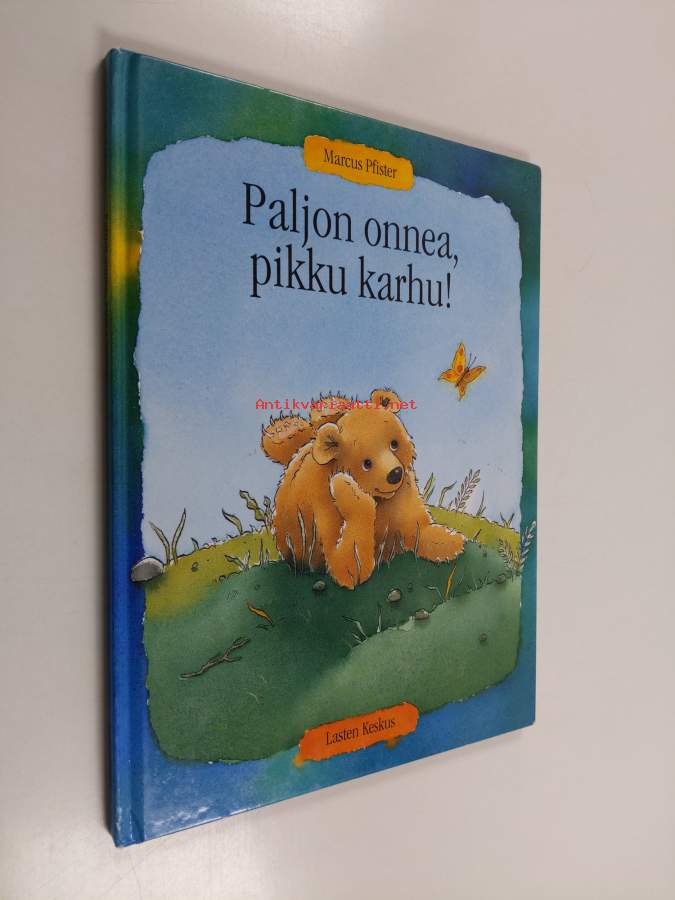 Marcus Pfister
Paljon onnea,
pikku karhu!
Antikvariaatti.net
Lasten Keskus